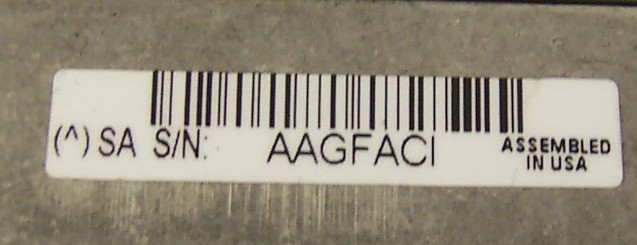 (^) SA S/N: AAGFACI ASSEMBLED
IN USA